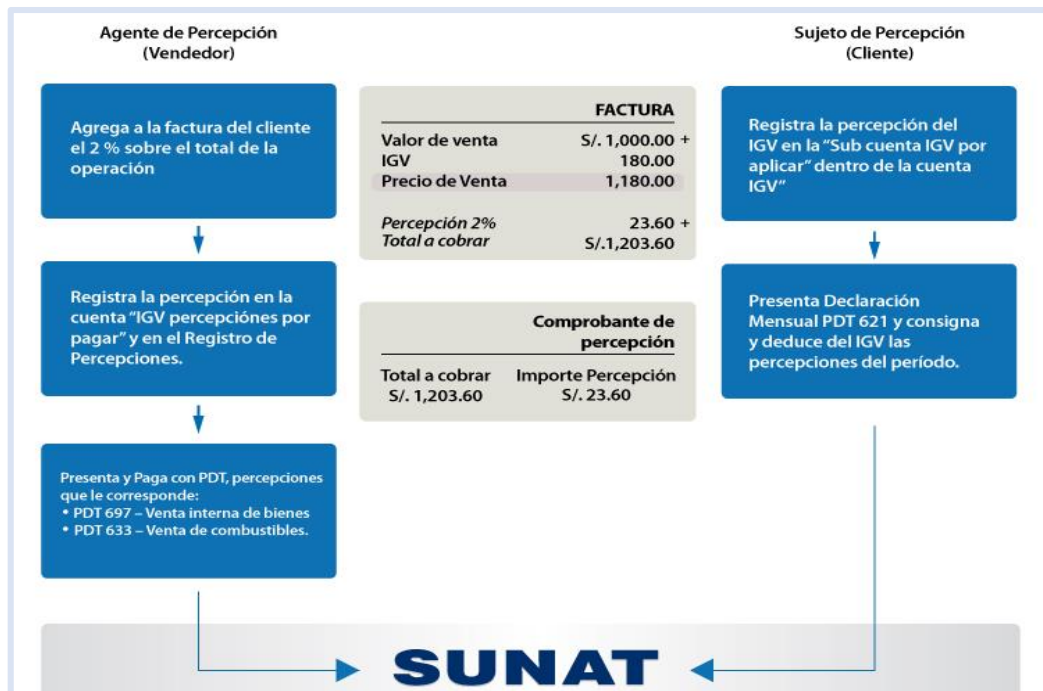 Agente de Percepción
(Vendedor)
Agrega a la factura del cliente
el 2 % sobre el total de la
operación
Registra la percepción en la
cuenta “IGV percepciónes por
pagar” y en el Registro de
Percepciones.
Presenta y Paga con PDT, percepciones
que le corresponde:
• PDT 697 – Venta interna de bienes
• PDT 633 – Venta de combustibles.
FACTURA
Valor de venta S/. 1,000.00 +
IGV 180.00
Precio de Venta 1,180.00
Percepción 2% 23.60 +
Total a cobrar S/.1,203.60
Comprobante de
percepción
Total a cobrar Importe Percepción
S/. 1,203.60 S/. 23.60
Sujeto de Percepción
(Cliente)
Registra la percepción del
IGV en la “Sub cuenta IGV por
aplicar” dentro de la cuenta
IGV”
Presenta Declaración
Mensual PDT 621 y consigna
y deduce del IGV las
percepciones del período.
SUNAT